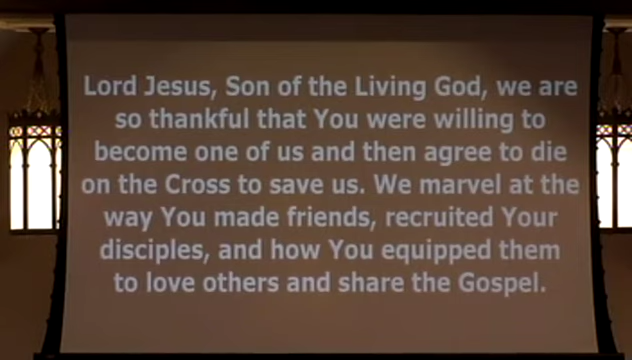 Lord Jesus, Son of the Living God, we are
so thankful that You were willing to
become one of us and then agree to die
on the Cross to save us. We marvel at the
way You made friends, recruited Your
disciples, and how You equipped them
to love others and share the Gospel.